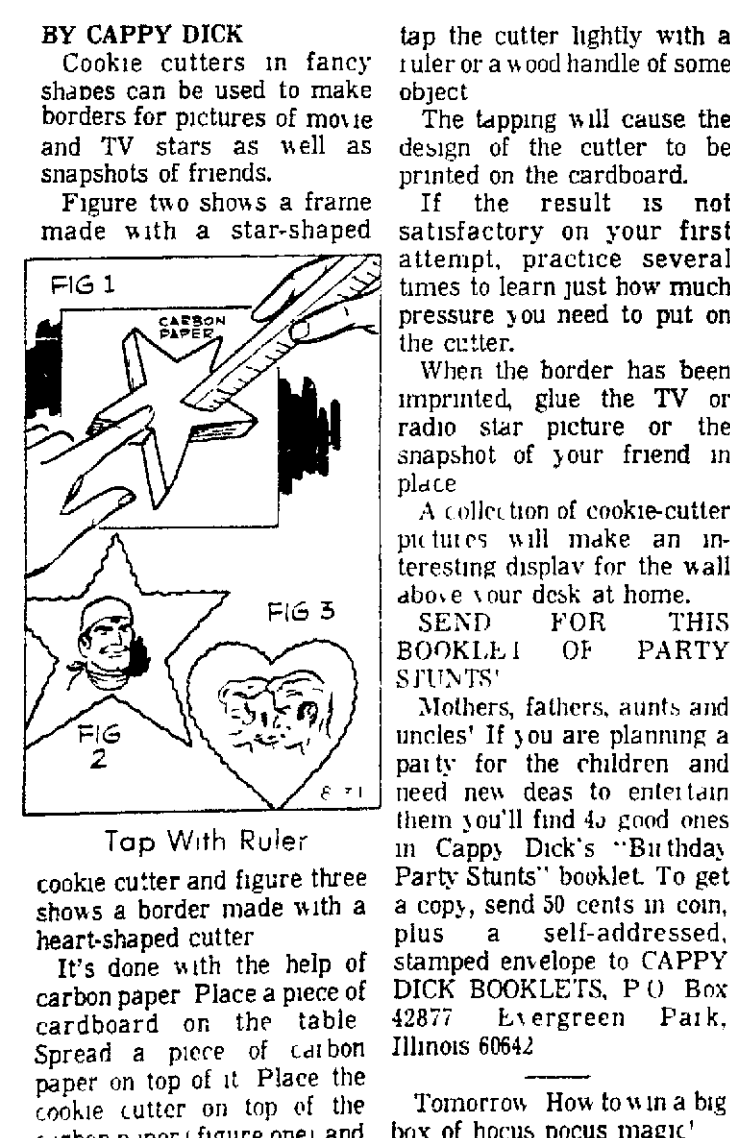 BY CAPPY DICK
Cookie cutters in fancy
shapes can be used to make
borders for pictures of movie
and TV stars as well as
snapshots of friends.
Figure two shows a frame
made with a star-shaped
FIG 1
CARBON
PAPER
FIG 3
FIG
2
Tap With Ruler
cookie cutter and figure three
shows a border made with a
heart-shaped cutter
It's done with the help of
carbon paper Place a piece of
cardboard on the table
Spread a piece of carbon
paper on top of it Place the
cookie cutter on top of the
carbon paper (figure one) and
tap the cutter lightly with a
ruler or a wood handle of some
object
The tapping will cause the
design of the cutter to be
printed on the cardboard.
If the result is not
satisfactory on your first
attempt, practice several
times to learn just how much
pressure you need to put on
the cutter.
When the border has been
imprinted, glue the TV or
radio star picture or the
snapshot of your friend in
place
A collection of cookie-cutter
pictures will make an in-
teresting display for the wall
above your desk at home.
SEND FOR THIS
BOOKLET OF PARTY
STUNTS'
Mothers, fathers, aunts and
uncles' If you are planning a
party for the children and
need new deas to entertain
them you'll find good ones
in Cappy Dick's "Birthday
Party Stunts" booklet. To get
a copy, send 50 cents in coin,
plus a self-addressed,
stamped envelope to CAPPY
DICK BOOKLETS, P O Box
42877 Evergreen Park,
Illinois 60642
Tomorrow How to win a big
box of hocus pocus magic'